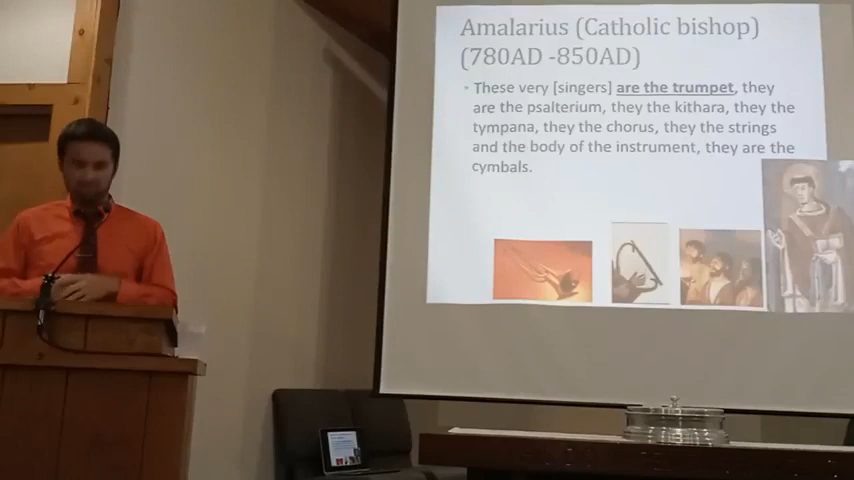 Amalarius (Catholic bishop)
(780AD -850AD)
These very [singers] are the trumpet, they
are the psalterium, they the kithara, they the
tympana, they the chorus, they the strings
and the body of the instrument, they are the
cymbals.